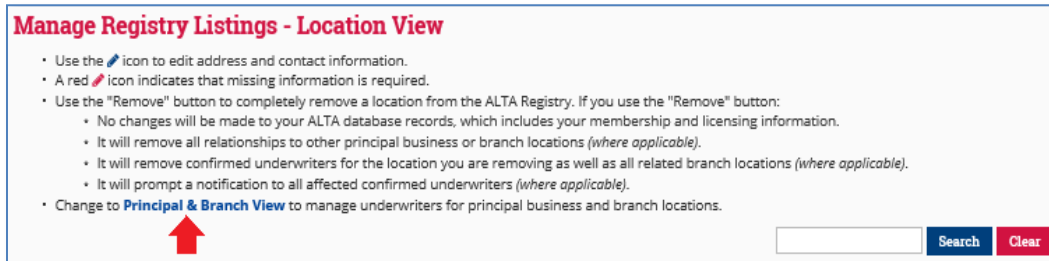 Manage Registry Listings - Location View
• Use the icon to edit address and contact information.
• A red icon indicates that missing information is required.
• Use the "Remove" button to completely remove a location from the ALTA Registry. If you use the "Remove" button:
• No changes will be made to your ALTA database records, which includes your membership and licensing information.
• It will remove all relationships to other principal business or branch locations (where applicable).
• It will remove confirmed underwriters for the location you are removing as well as all related branch locations (where applicable).
• It will prompt a notification to all affected confirmed underwriters (where applicable).
• Change to Principal & Branch View to manage underwriters for principal business and branch locations.
Search Clear